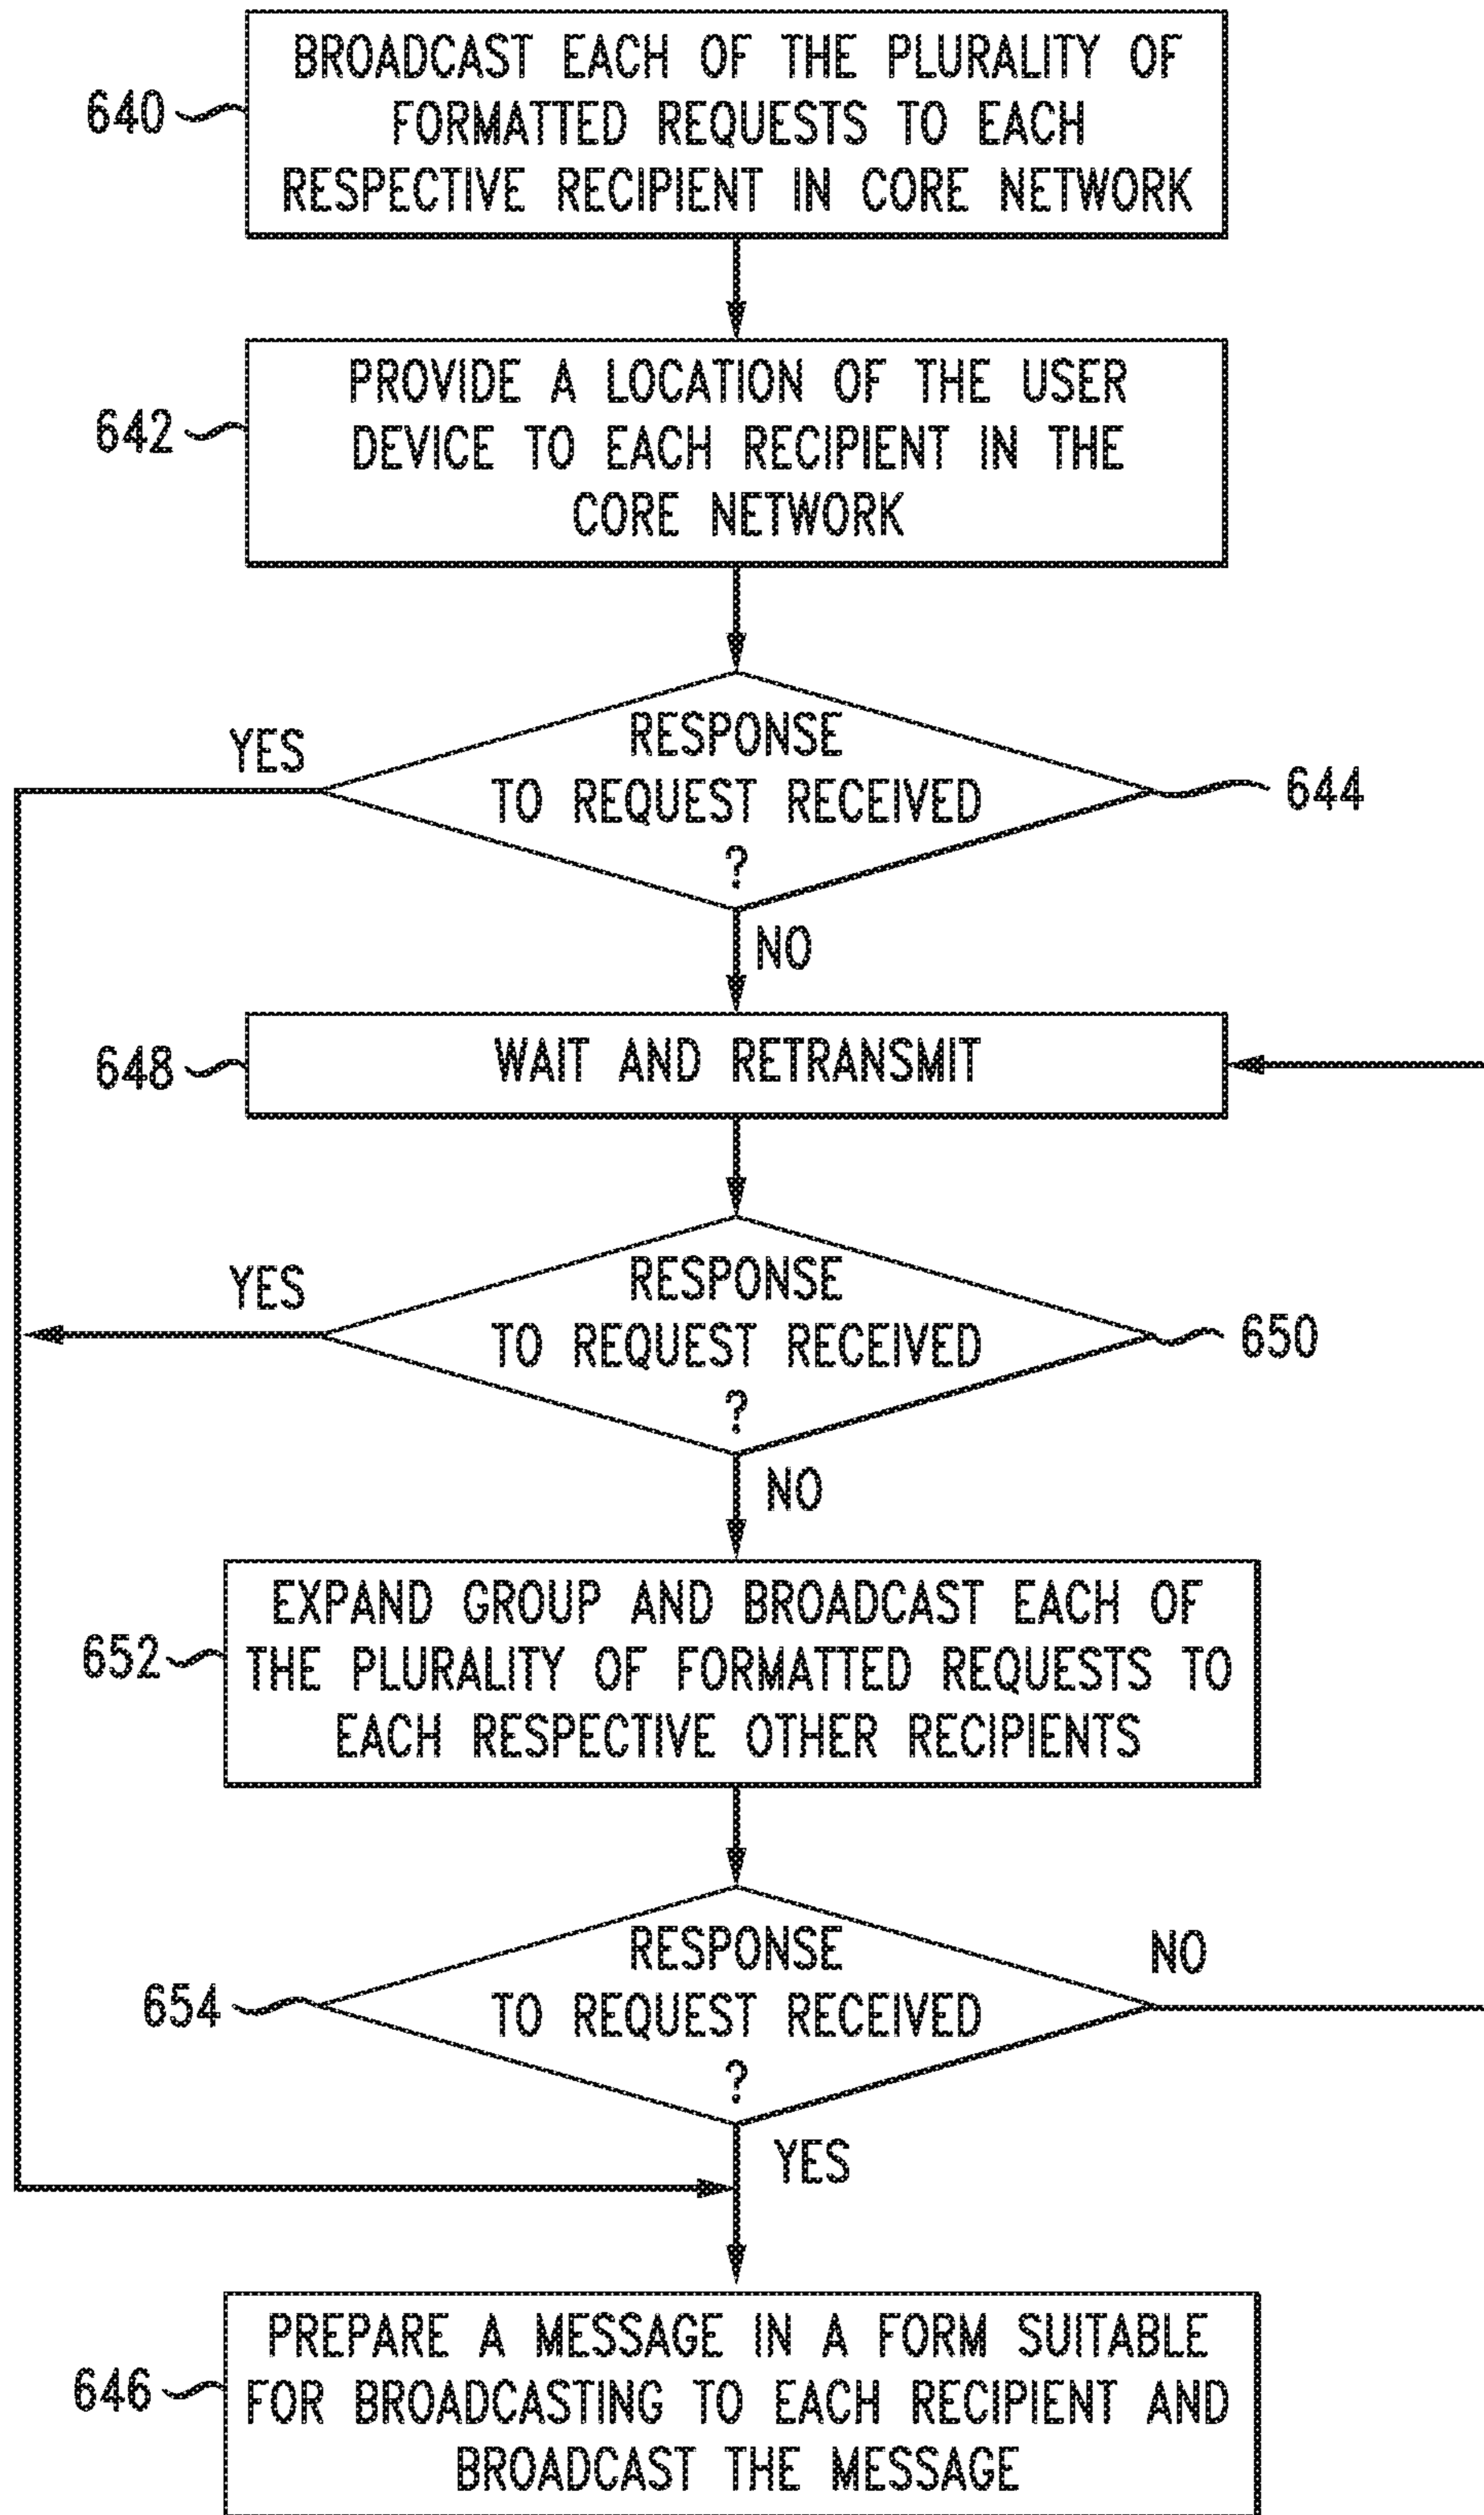 BROADCAST EACH OF THE PLURALITY OF
FORMATTED REQUESTS TO EACH
RESPECTIVE RECIPIENT IN CORE NETWORK
640
PROVIDE A LOCATION OF THE USER
DEVICE TO EACH RECIPIENT IN THE
CORE NETWORK
642
YES
RESPONSE
TO REQUEST RECEIVED
?
644
NO
648
WAIT AND RETRANSMIT
YES
RESPONSE
TO REQUEST RECEIVED
?
650
NO
EXPAND GROUP AND BROADCAST EACH OF
THE PLURALITY OF FORMATTED REQUESTS TO
EACH RESPECTIVE OTHER RECIPIENTS
652
RESPONSE
TO REQUEST RECEIVED
?
NO
654
YES
PREPARE A MESSAGE IN A FORM SUITABLE
FOR BROADCASTING TO EACH RECIPIENT AND
BROADCAST THE MESSAGE
646